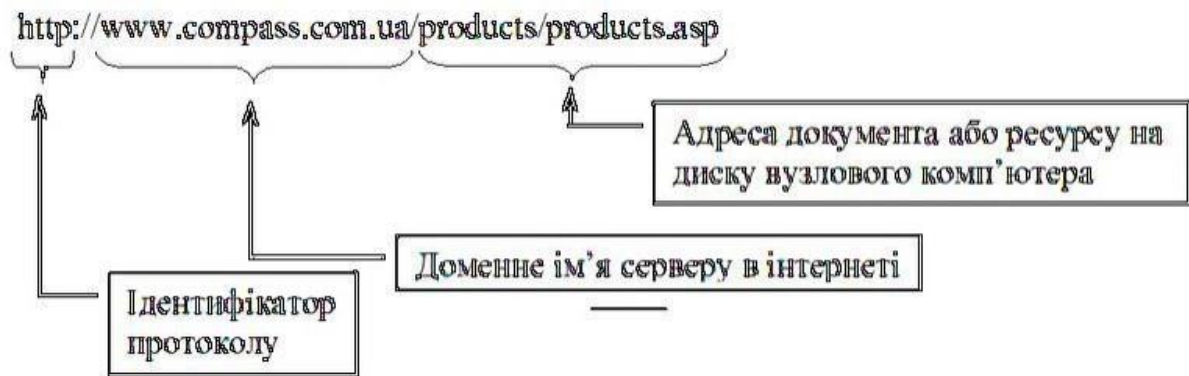 http://www.compass.com.ua/products/products.asp
Адреса документа або ресурсу на
диску вузлового комп’ютера
Доменне ім’я серверу в інтернеті
Ідентифікатор
протоколу